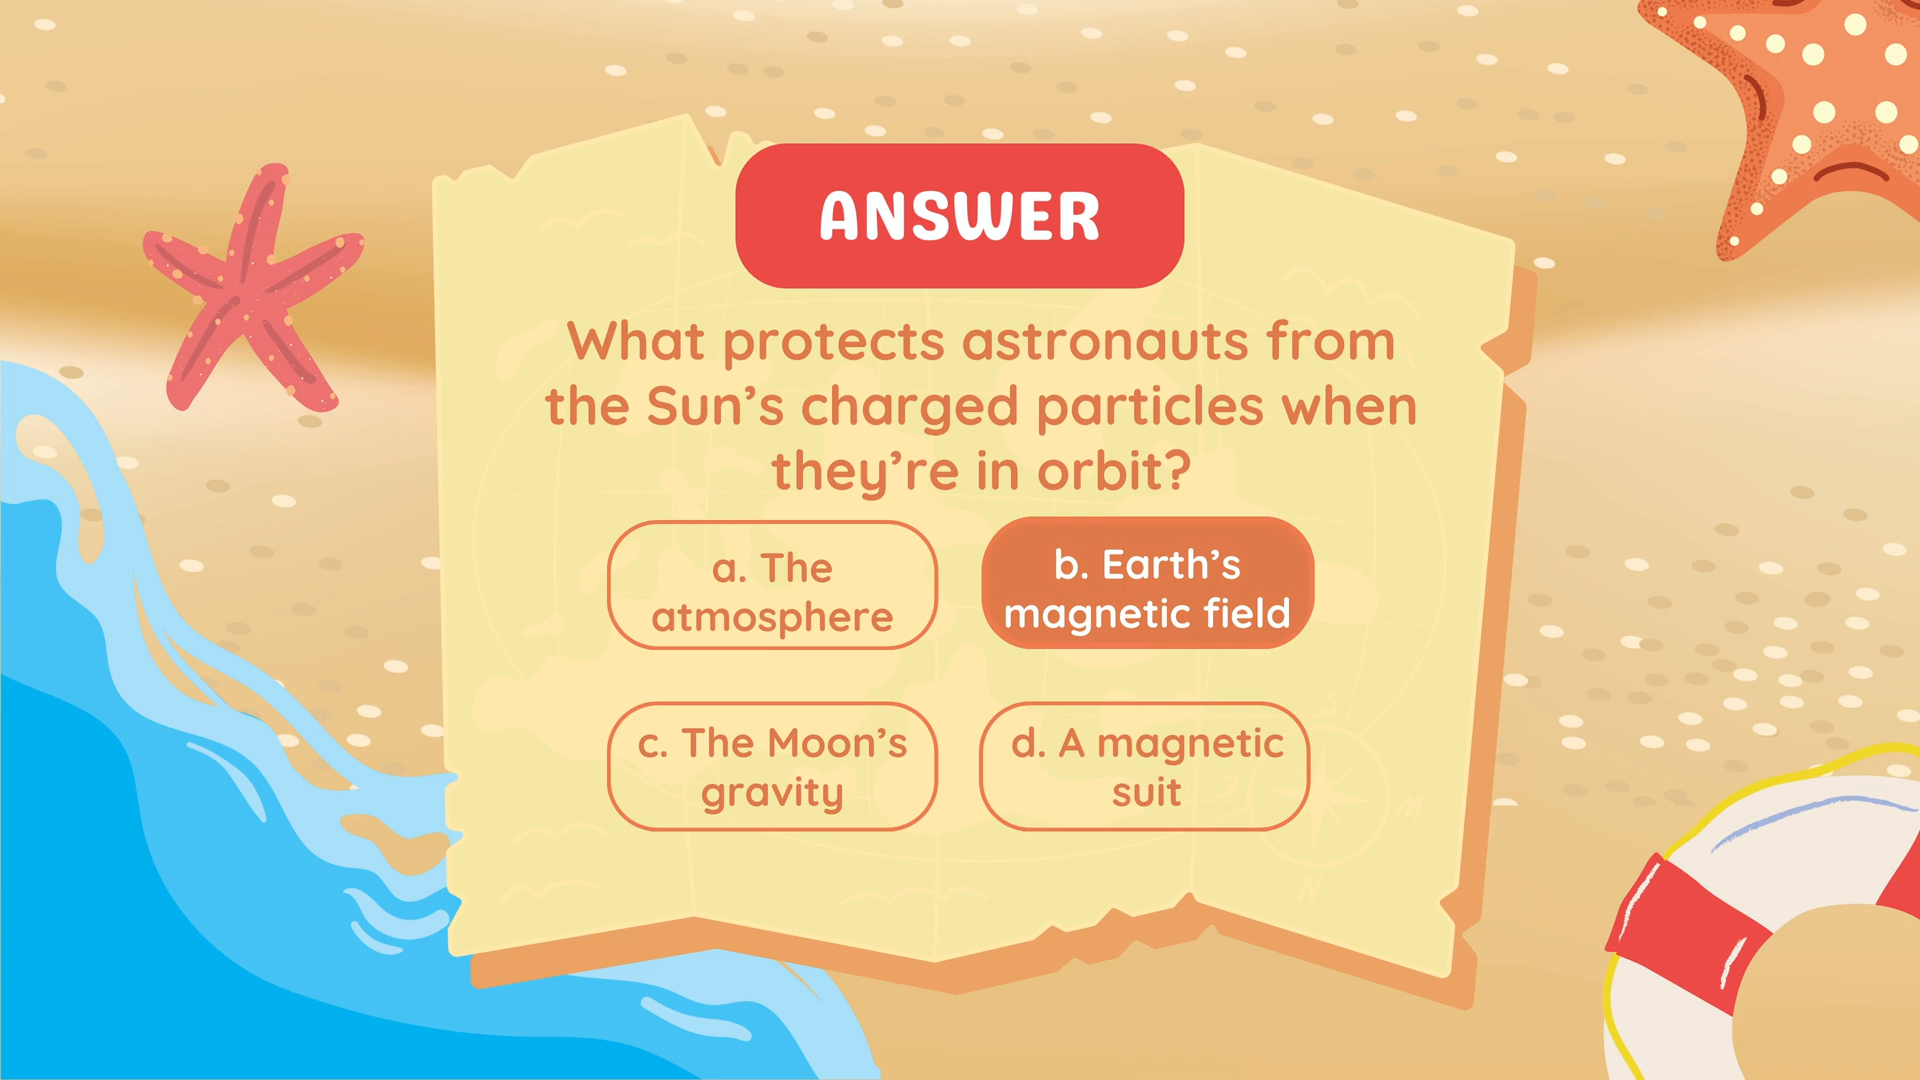 ANSWER
What protects astronauts from
the Sun’s charged particles when
they’re in orbit?
a. The
atmosphere
b. Earth’s
magnetic field
c. The Moon’s
gravity
d. A magnetic
suit
S
E
M
N